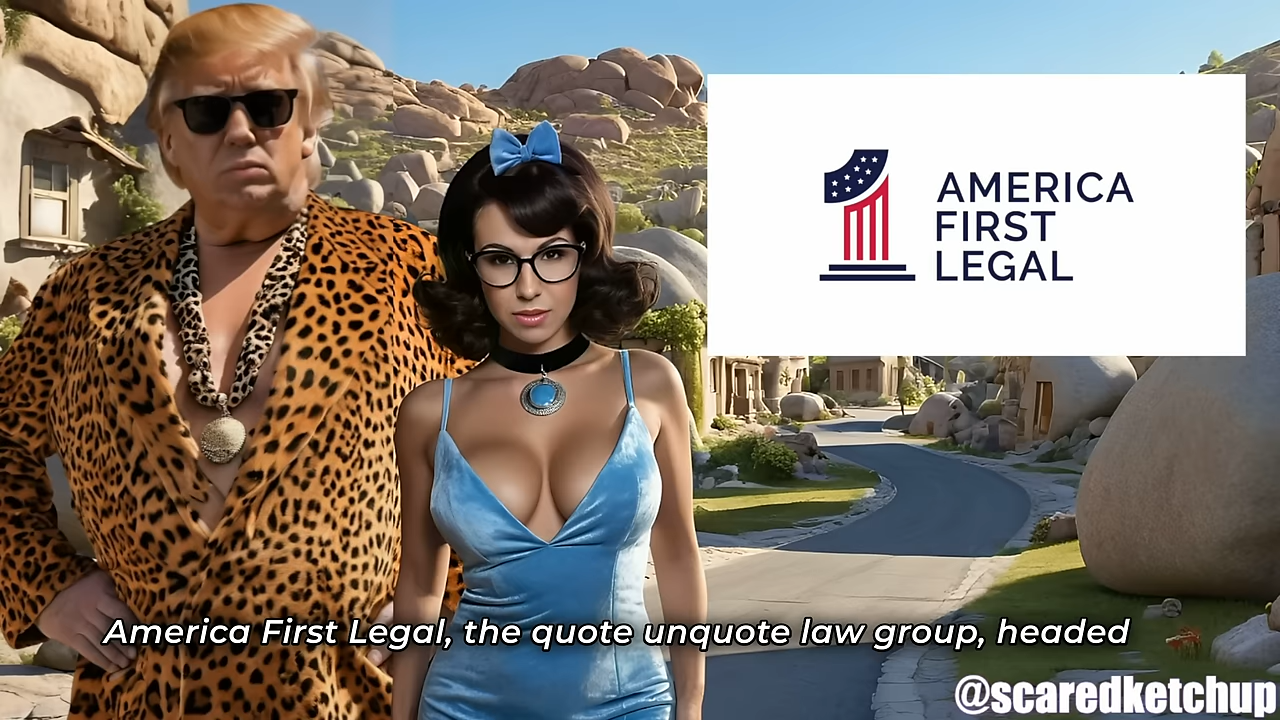 AMERICA
FIRST
LEGAL
America First Legal, the quote unquote law group, headed
@scaredketchup